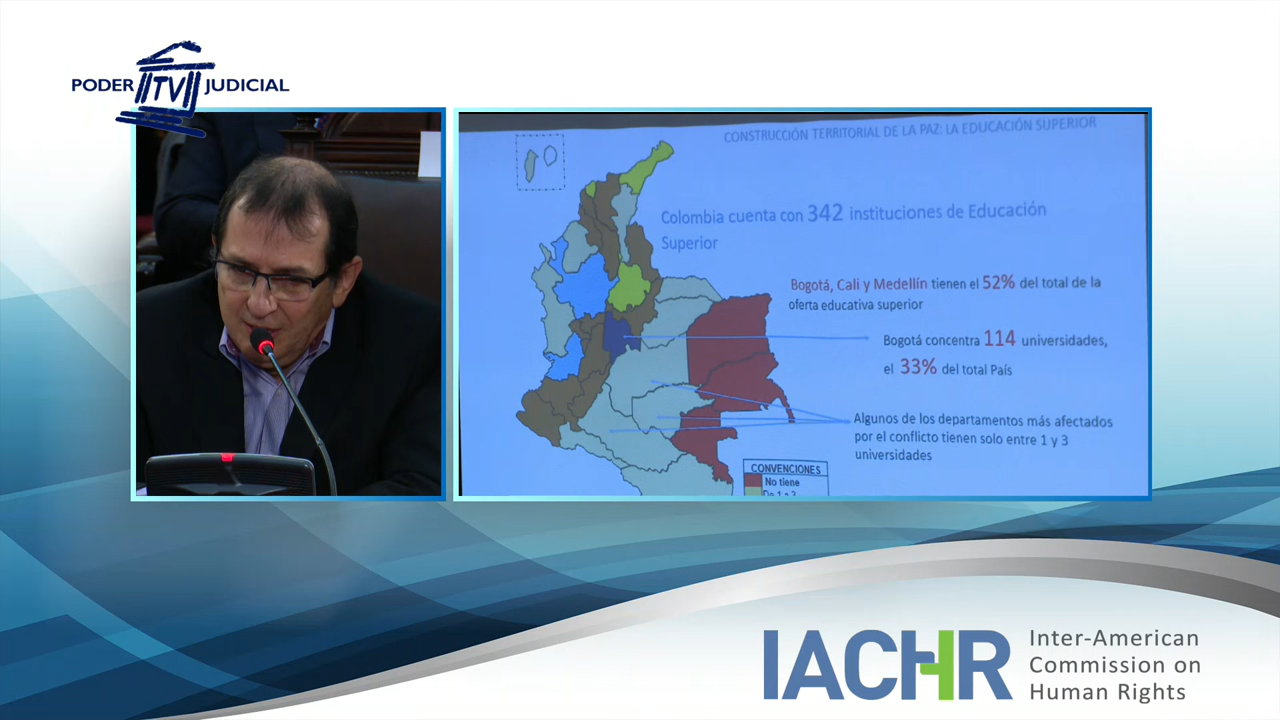 PODER TV JUDICIAL
CONSTRUCCIÓN TERRITORIAL DE LA PAZ: LA EDUCACIÓN SUPERIOR
Colombia cuenta con 342 instituciones de Educación
Superior
Bogotá, Cali y Medellín tienen el 52% del total de la
oferta educativa superior
Bogotá concentra 114 universidades,
el 33% del total País
Algunos de los departamentos más afectados
por el conflicto tienen solo entre 1 y 3
universidades
CONVENCIONES
No tiene
De 1 a 3
IACHR
Inter-American
Commission on
Human Rights